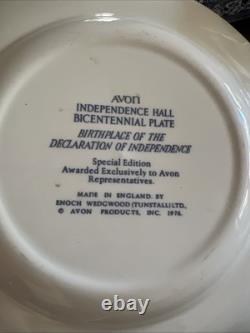 AVON
INDEPENDENCE HALL
BICENTENNIAL PLATE
BIRTHPLACE OF THE
DECLARATION OF INDEPENDENCE
Special Edition
Awarded Exclusively to Avon
Representatives.
MADE IN ENGLAND BY
ENOCH WEDGWOOD (TUNSTALL) LTD.,
© AVON PRODUCTS, INC. 1976.